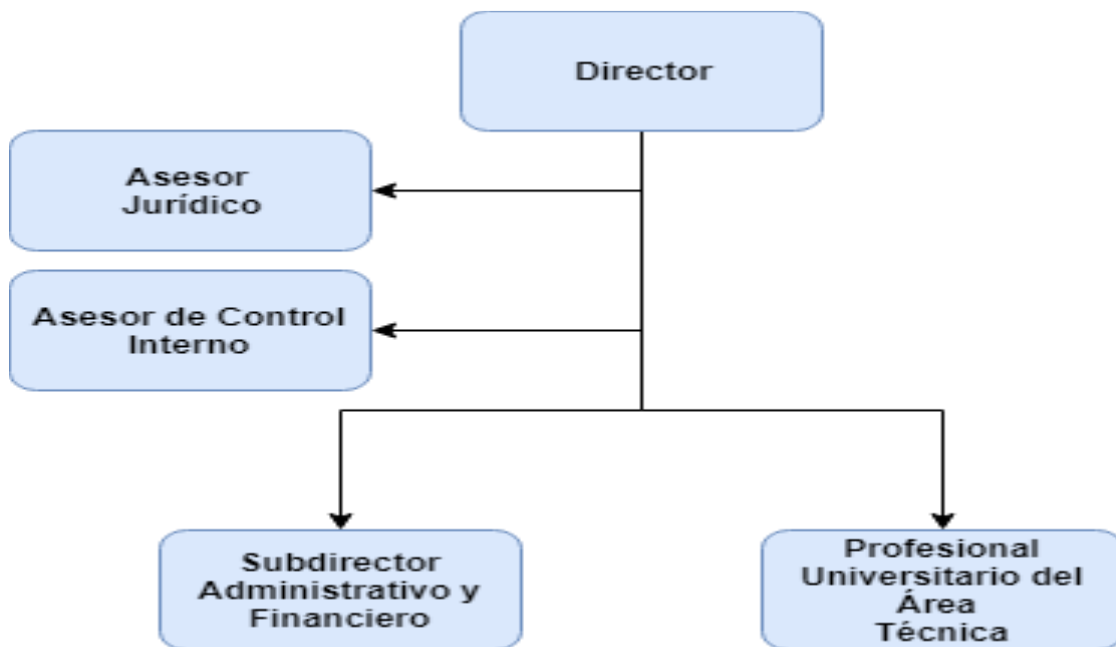 Director
Asesor
Jurídico
Asesor de Control
Interno
Subdirector
Administrativo y
Financiero
Profesional
Universitario del
Área
Técnica